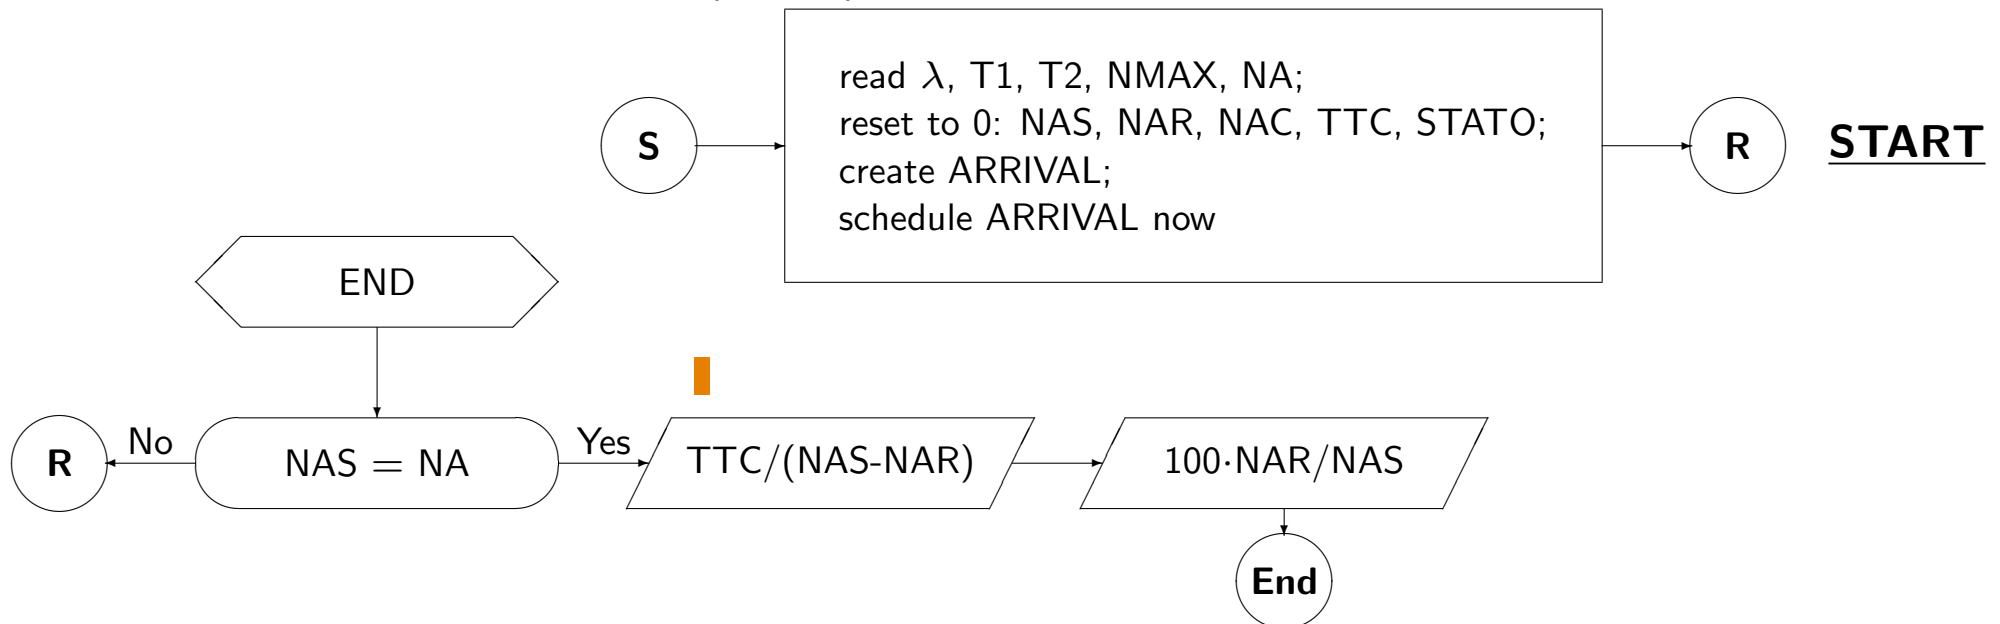 S
read λ, T1, T2, NMAX, NA;
reset to 0: NAS, NAR, NAC, TTC, STATO;
create ARRIVAL;
schedule ARRIVAL now
R
START
END
R
No
NAS = NA
Yes
TTC/(NAS-NAR)
100·NAR/NAS
End